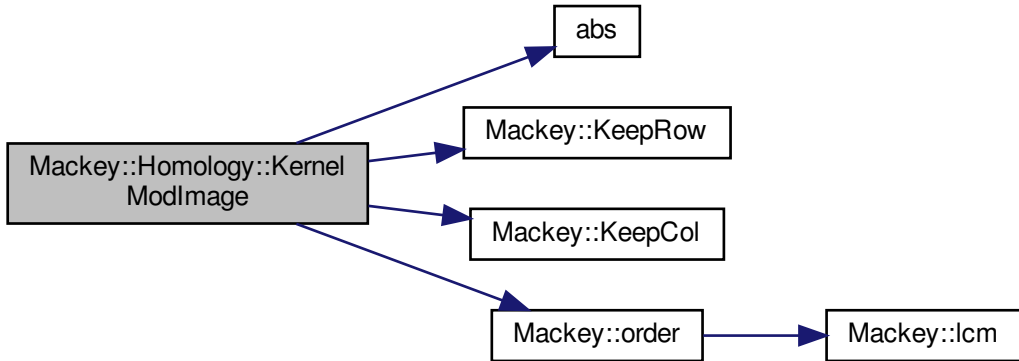 abs
Mackey::KeepRow
Mackey::Homology::Kernel
ModImage
Mackey::KeepCol
Mackey::order
Mackey::lcm